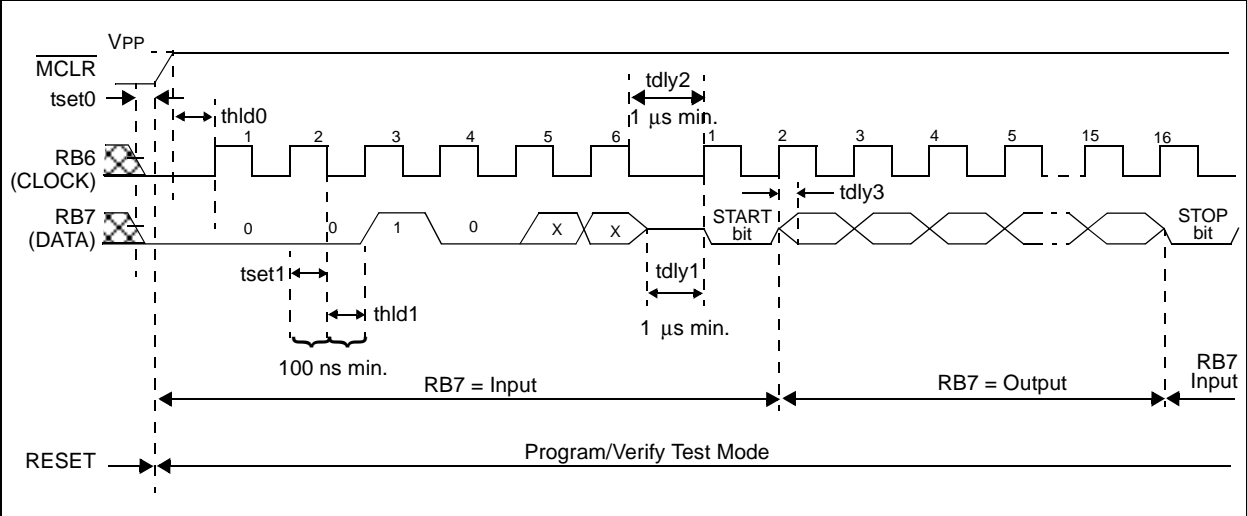 VPP
MCLR
tset0
thld0
tdly2
1 μs min.
1 2 3 4 5 6 1 2 3 4 5 15 16
RB6
(CLOCK)
tdly3
RB7
(DATA)
0 0 1 0 X X
START
bit
STOP
bit
tset1
tdly1
thld1
1 μs min.
100 ns min.
RB7 = Input
RB7 = Output
RB7
Input
RESET
Program/Verify Test Mode